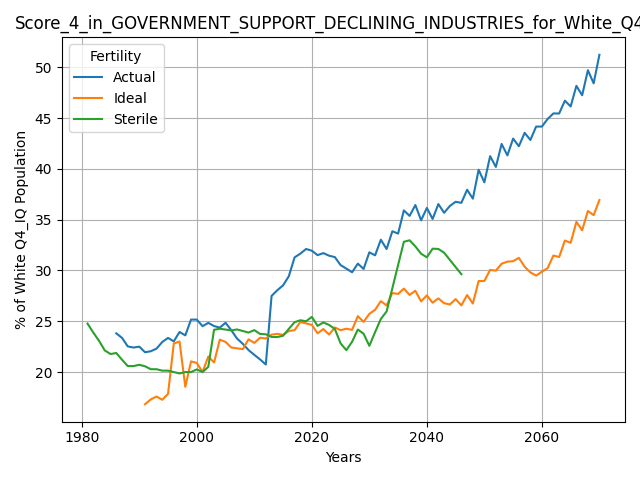 Score_4_in_GOVERNMENT_SUPPORT_DECLINING_INDUSTRIES_for_White_Q4
Fertility
Actual
Ideal
Sterile
50
45
40
35
30
25
20
% of White Q4_IQ Population
1980 2000 2020 2040 2060
Years